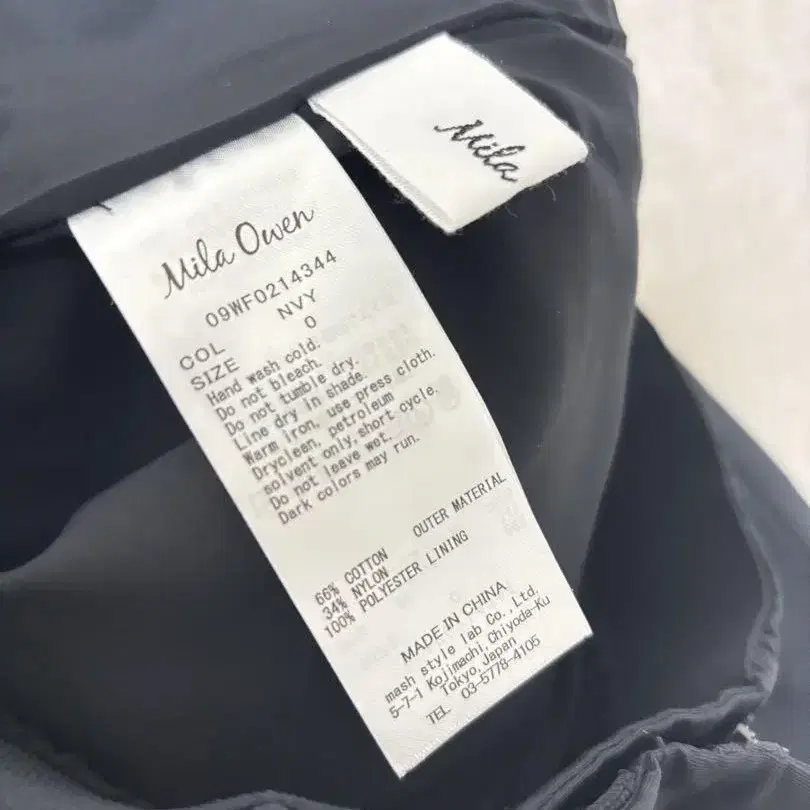 Mila
Mila Owen
09WF0214344
COL NVY
SIZE 0
Hand wash cold.
Do not bleach.
Do not tumble dry.
Line dry in shade.
Warm iron, use press cloth.
Dryclean, petroleum
solvent only, short cycle.
Do not leave wet.
Dark colors may run.
66% COTTON OUTER MATERIAL
34% NYLON
100% POLYESTER LINING
MADE IN CHINA
mash style lab Co.,Ltd.
5-7-1 Kojimachi, Chiyoda-Ku
Tokyo, Japan
TEL 03-5778-4105